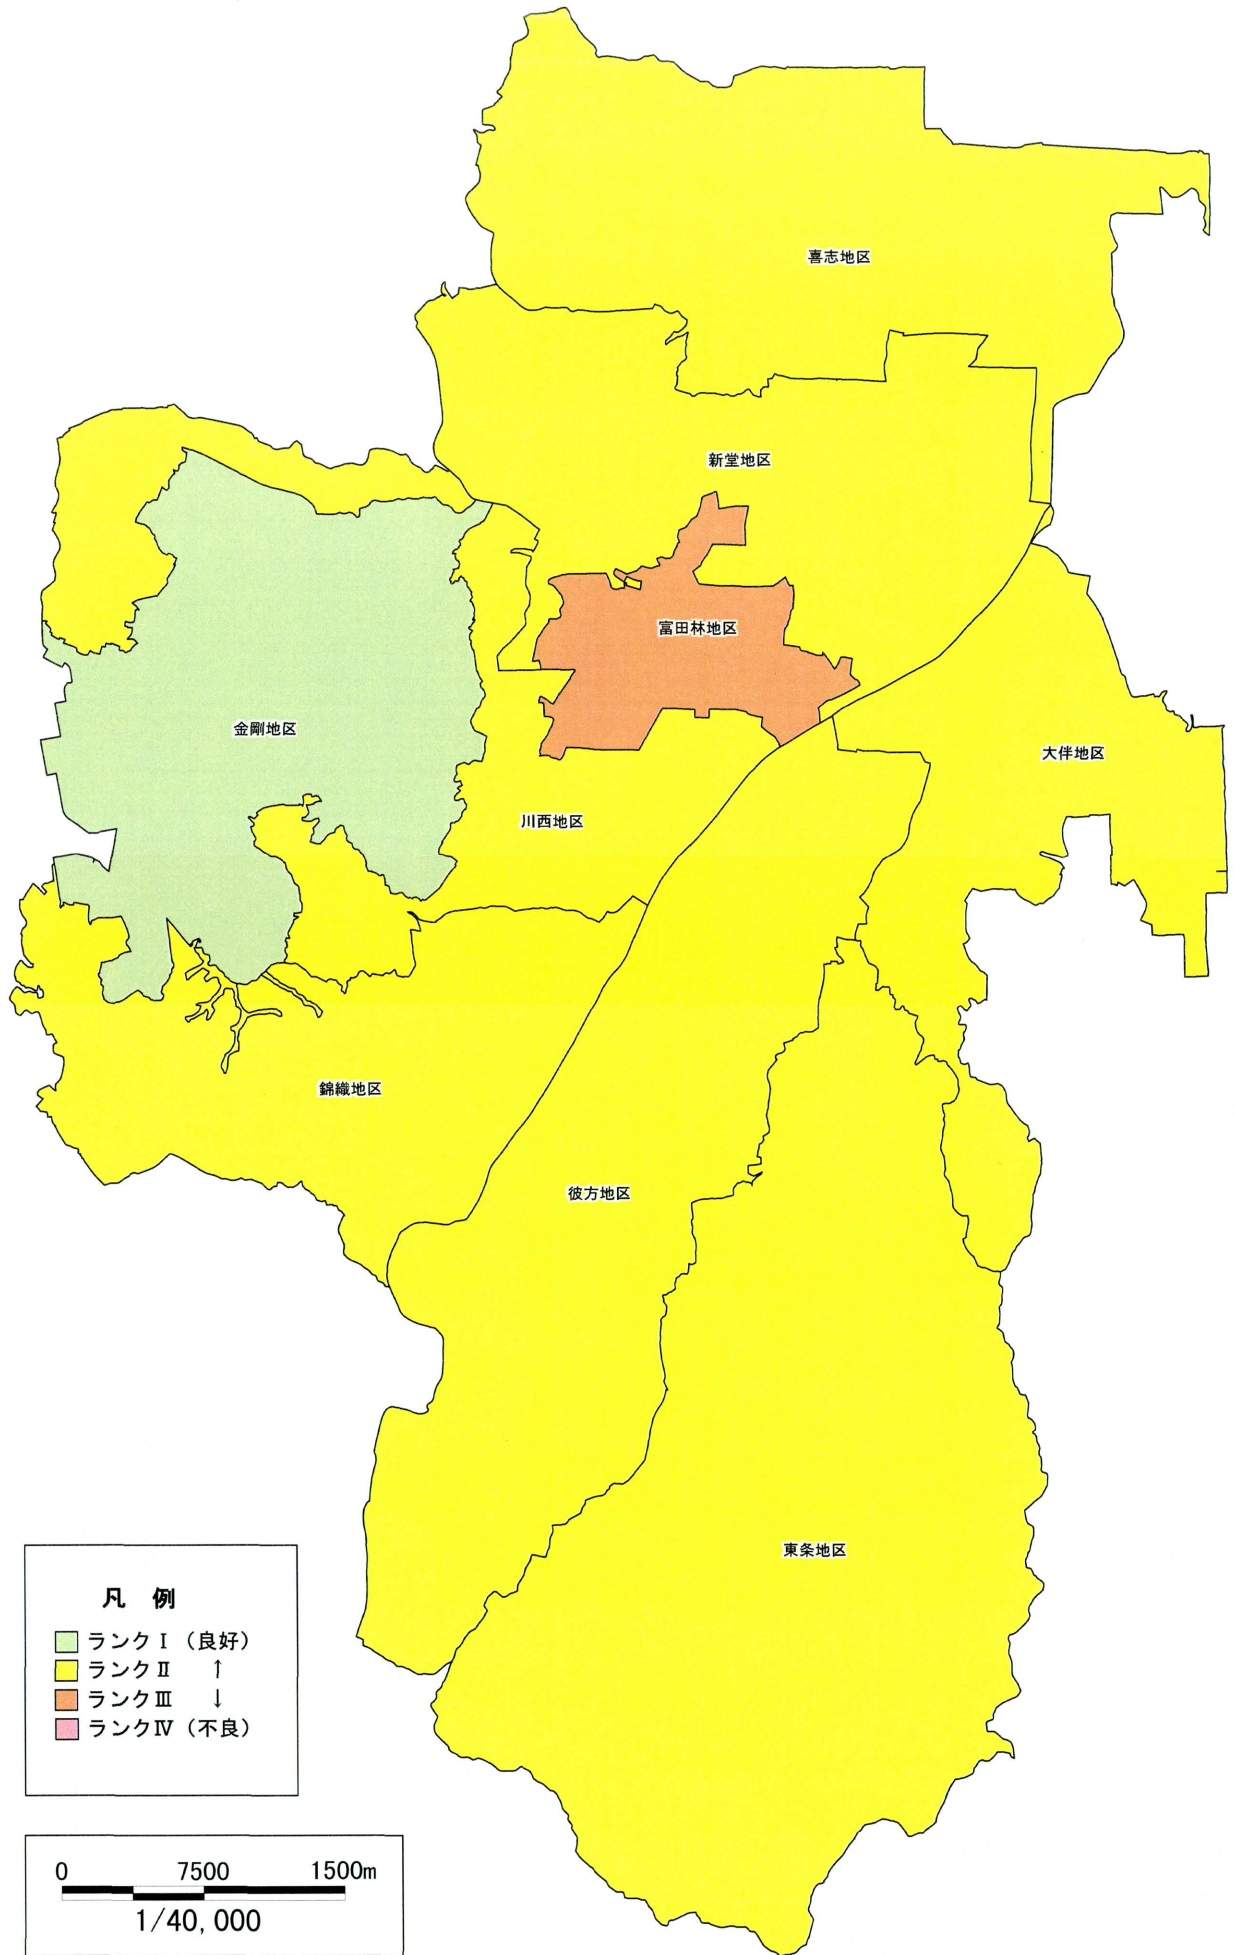 喜志地区
新堂地区
富田林地区
金剛地区
大伴地区
川西地区
錦織地区
彼方地区
東条地区
凡 例
ランクⅠ（良好）
ランクⅡ ↑
ランクⅢ ↓
ランクⅣ（不良）
0 7500 1500m
1/40,000